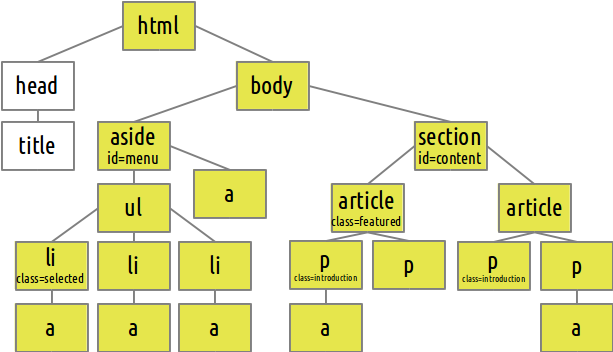 html
head
body
title
aside
id=menu
section
id=content
ul
a
article
class=featured
article
li
class=selected
li
li
p
class=introduction
p
p
class=introduction
p
a
a
a
a
a